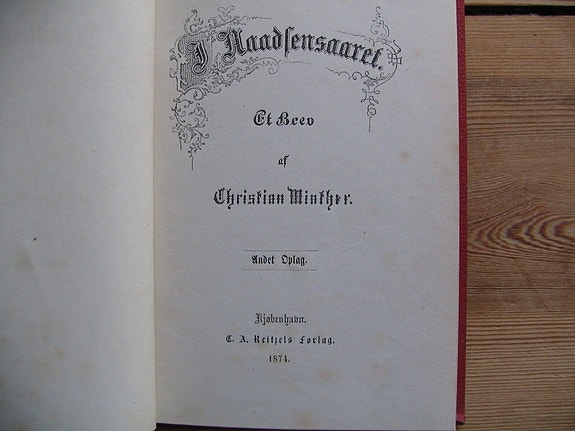 I Naadsensaaret.
Et Brev
af
Christian Winther.
Andet Oplag.
Kjøbenhavn.
C. A. Reitzels Forlag.
1874.